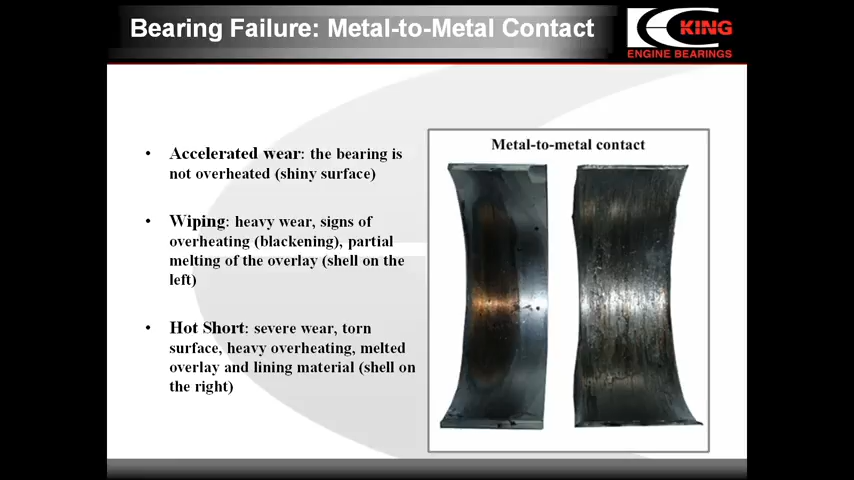 Bearing Failure: Metal-to-Metal Contact
KING
ENGINE BEARINGS
• Accelerated wear: the bearing is
not overheated (shiny surface)
• Wiping: heavy wear, signs of
overheating (blackening), partial
melting of the overlay (shell on the
left)
• Hot Short: severe wear, torn
surface, heavy overheating, melted
overlay and lining material (shell on
the right)
Metal-to-metal contact